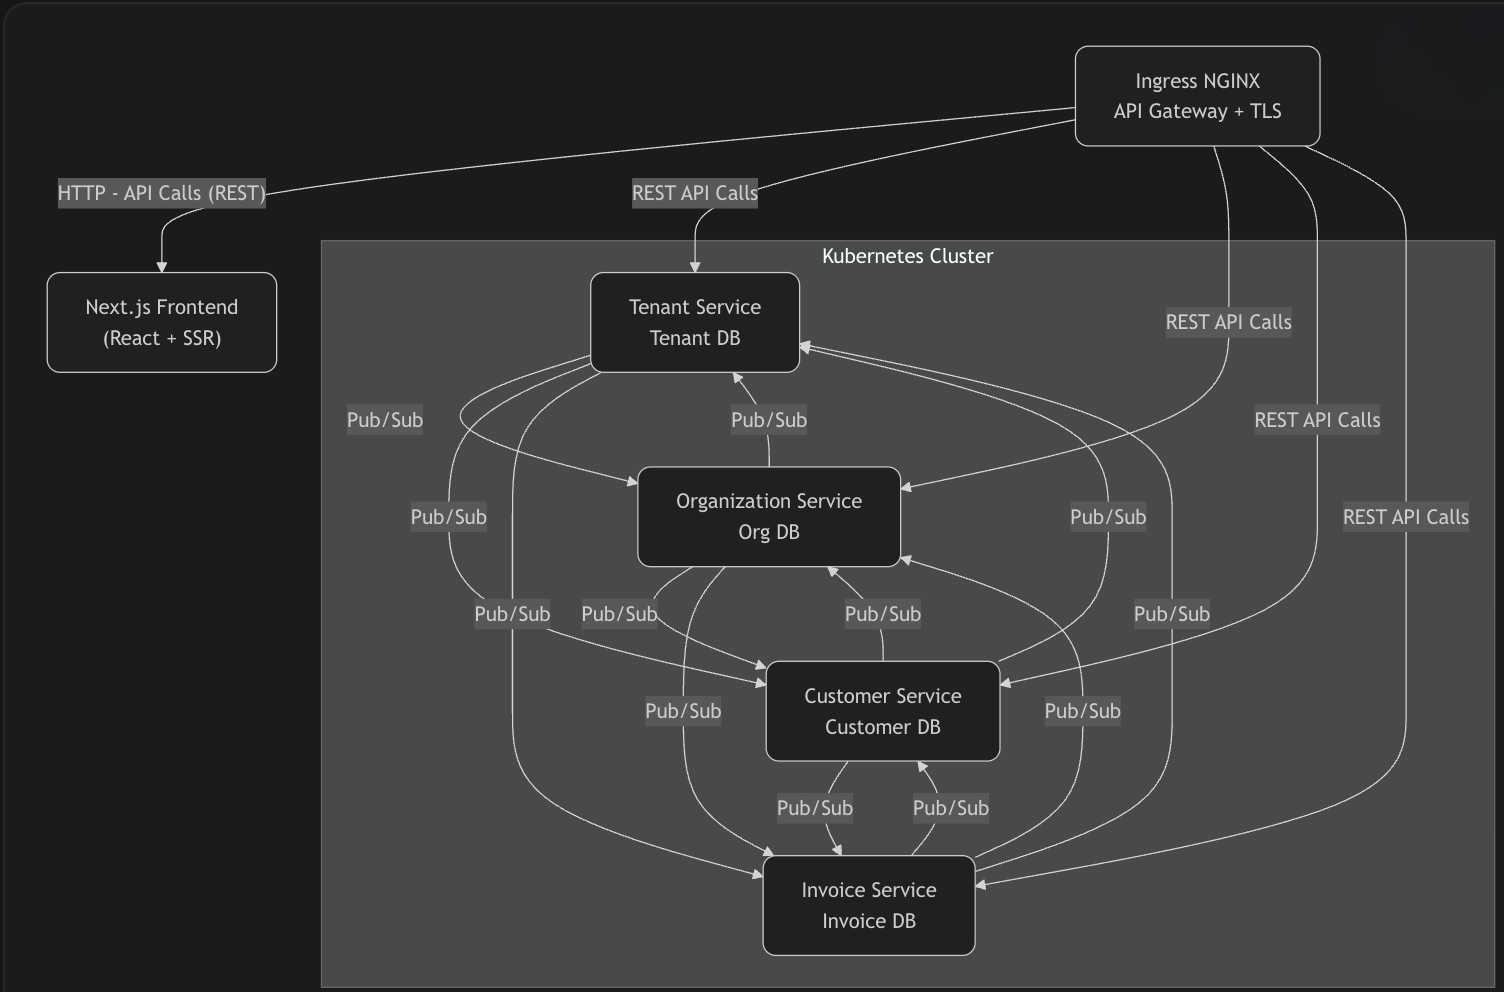 Ingress NGINX
API Gateway + TLS
HTTP - API Calls (REST)
REST API Calls
Kubernetes Cluster
Next.js Frontend
(React + SSR)
Tenant Service
Tenant DB
REST API Calls
Pub/Sub
Pub/Sub
REST API Calls
Organization Service
Org DB
Pub/Sub
Pub/Sub
REST API Calls
Pub/Sub
Pub/Sub
Pub/Sub
Pub/Sub
Customer Service
Customer DB
Pub/Sub
Pub/Sub
Pub/Sub
Pub/Sub
Invoice Service
Invoice DB